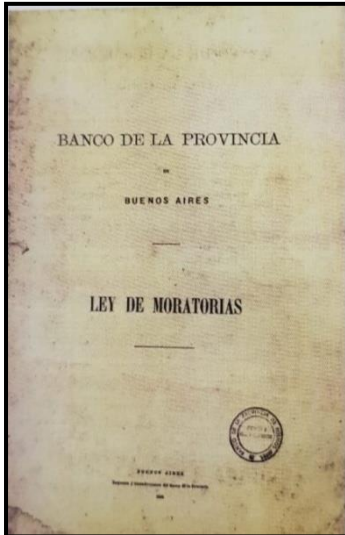 BANCO DE LA PROVINCIA
DE
BUENOS AIRES
LEY DE MORATORIAS
BUENOS AIRES